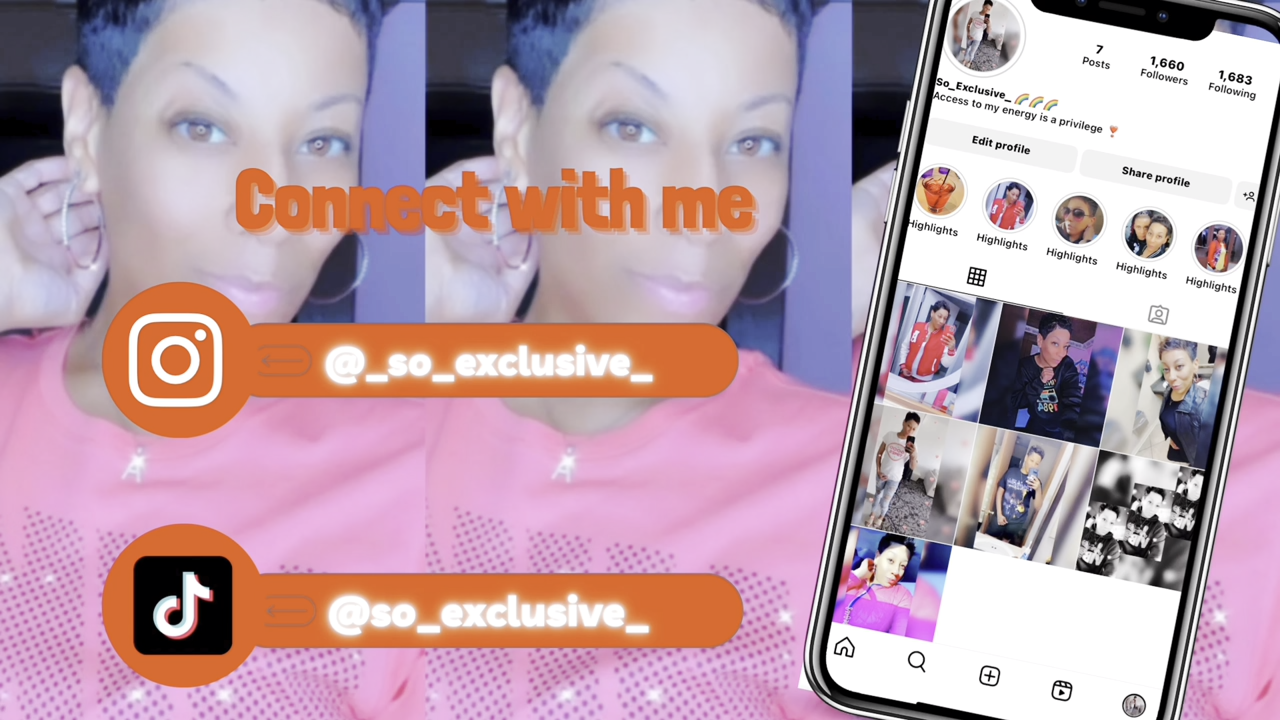 Connect with me
@_so_exclusive_
@so_exclusive_
7
Posts
1,660
Followers
1,683
Following
So_Exclusive_ 🌈🌈🌈
Access to my energy is a privilege 🍷
Edit profile
Share profile
Highlights
Highlights
Highlights
Highlights
Highlights
A
1984